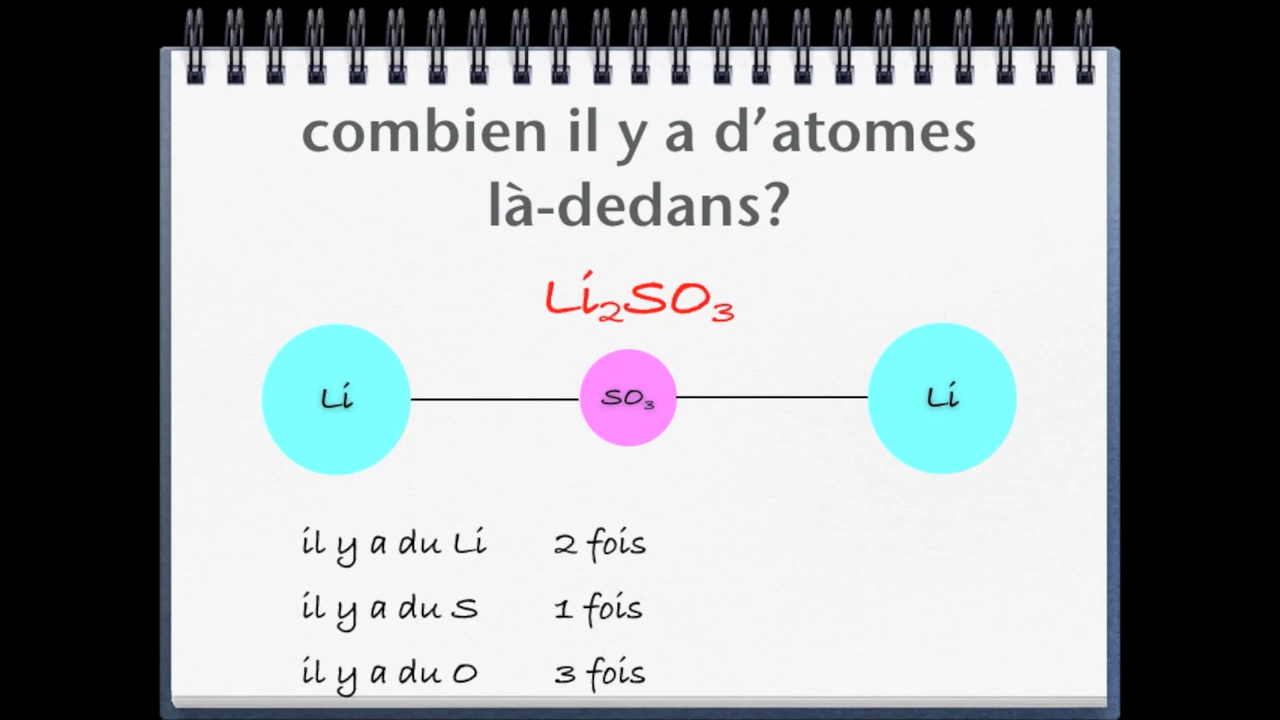 combien il y a d'atomes
là-dedans?
Li₂SO₃
Li SO₃ Li
il y a du Li 2 fois
il y a du S 1 fois
il y a du O 3 fois